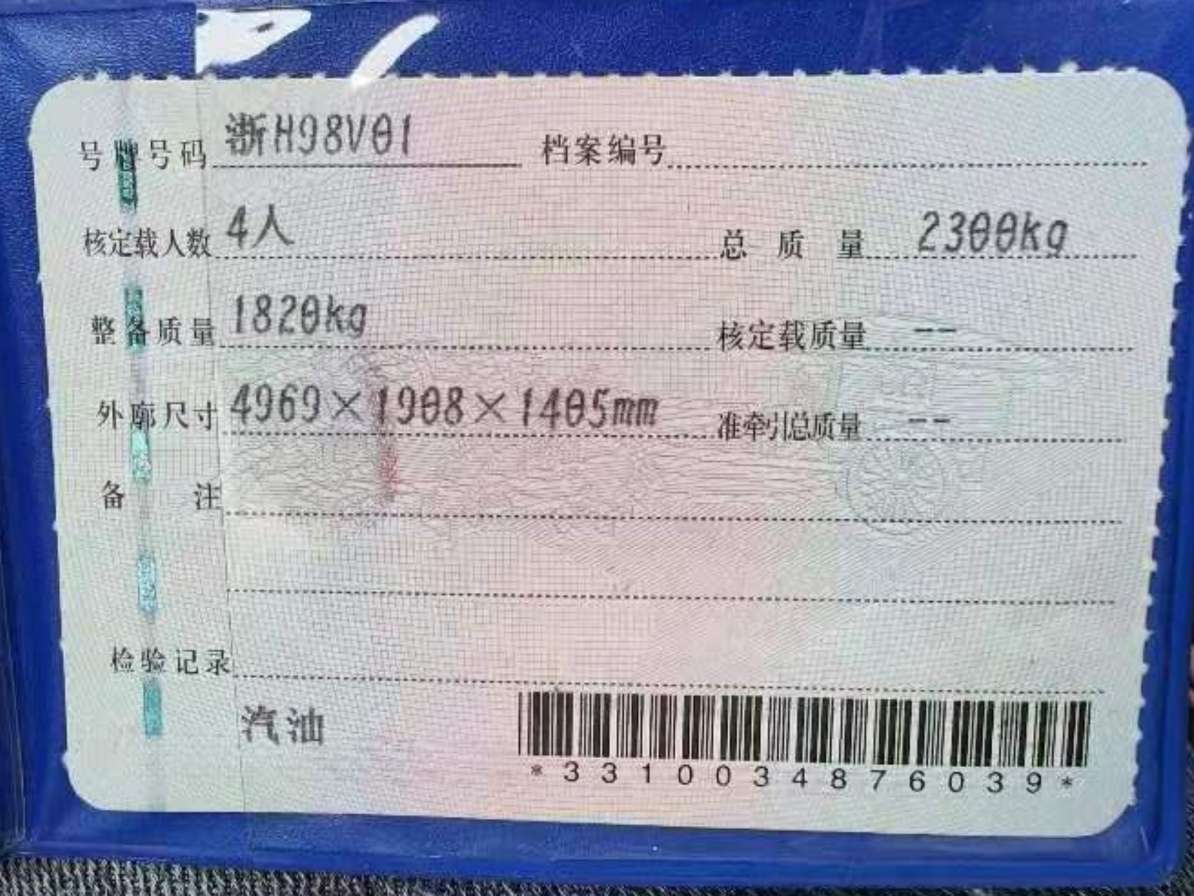 号牌号码 浙H98V01 档案编号
核定载人数 4人 总质量 2300kg
整备质量 1820kg 核定载质量 --
外廓尺寸 4969×1908×1405mm 准牵引总质量 --
备注
检验记录
汽油
*3310034876039*